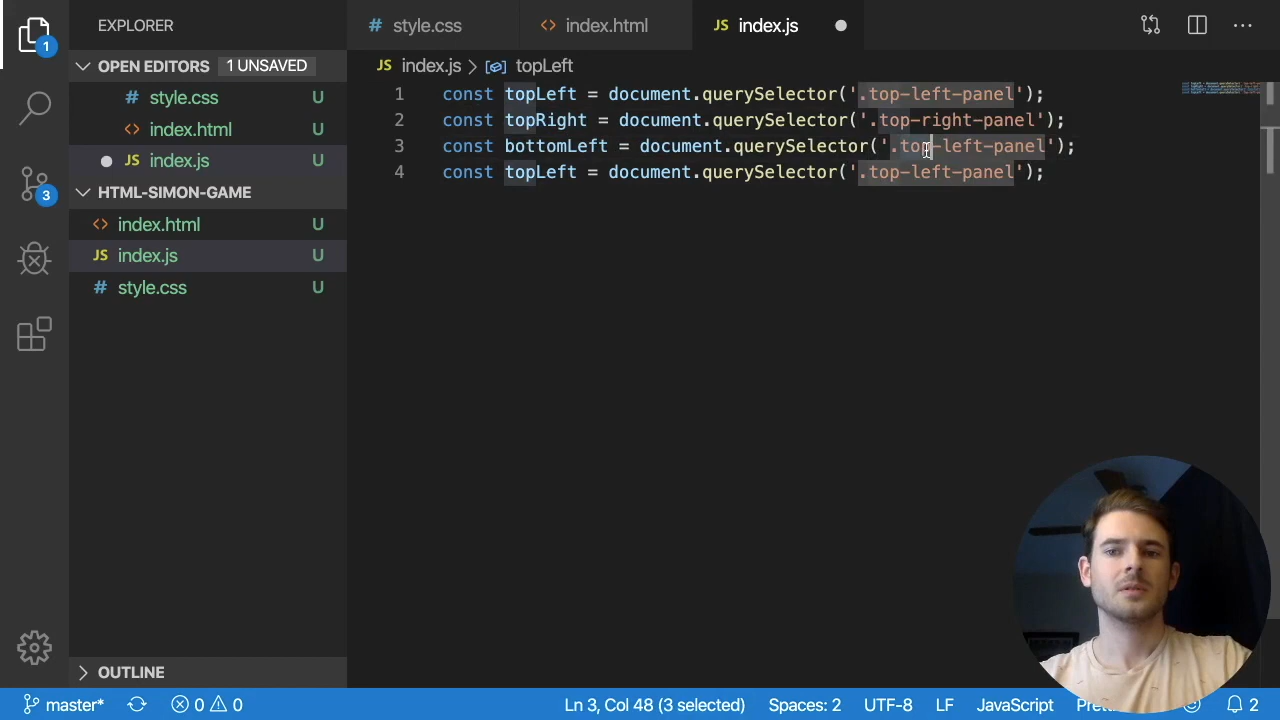 EXPLORER
# style.css
<> index.html
JS index.js
1
OPEN EDITORS 1 UNSAVED
JS index.js > topLeft
# style.css U
<> index.html U
JS index.js U
3
HTML-SIMON-GAME
<> index.html U
JS index.js U
# style.css U
1 const topLeft = document.querySelector('.top-left-panel');
2 const topRight = document.querySelector('.top-right-panel');
3 const bottomLeft = document.querySelector('.top-left-panel');
4 const topLeft = document.querySelector('.top-left-panel');
OUTLINE
master* 0 0 Ln 3, Col 48 (3 selected) Spaces: 2 UTF-8 LF JavaScript 2